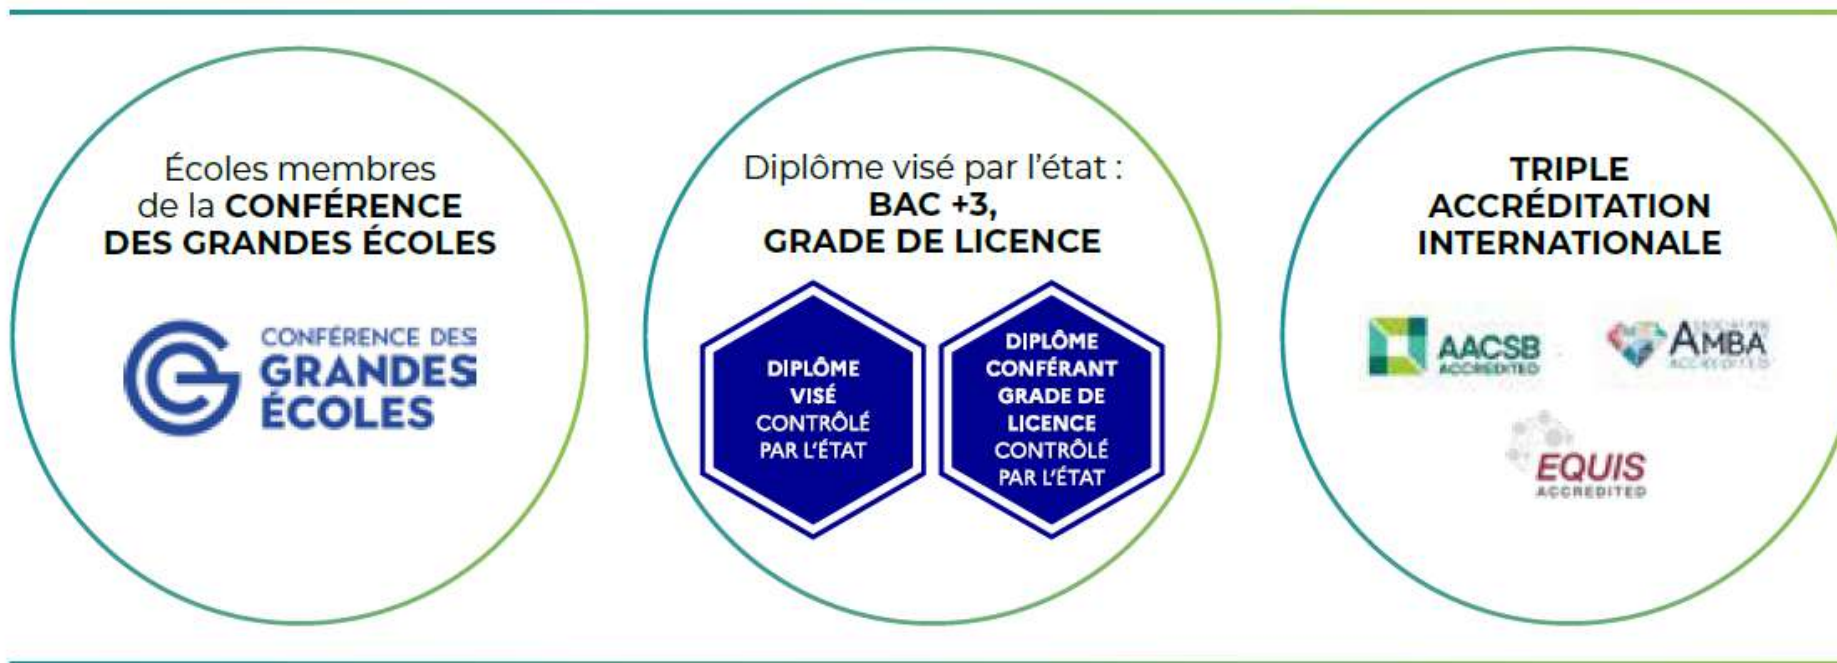 Écoles membres
de la CONFÉRENCE
DES GRANDES ÉCOLES
CONFÉRENCE DES
GRANDES
ÉCOLES
Diplôme visé par l'état :
BAC +3,
GRADE DE LICENCE
DIPLÔME
VISÉ
CONTRÔLÉ
PAR L'ÉTAT
DIPLÔME
CONFÉRANT
GRADE DE
LICENCE
CONTRÔLÉ
PAR L'ÉTAT
TRIPLE
ACCRÉDITATION
INTERNATIONALE
AACSB
ACCREDITED
ASSOCIATION
AMBA
ACCREDITED
EQUIS
ACCREDITED